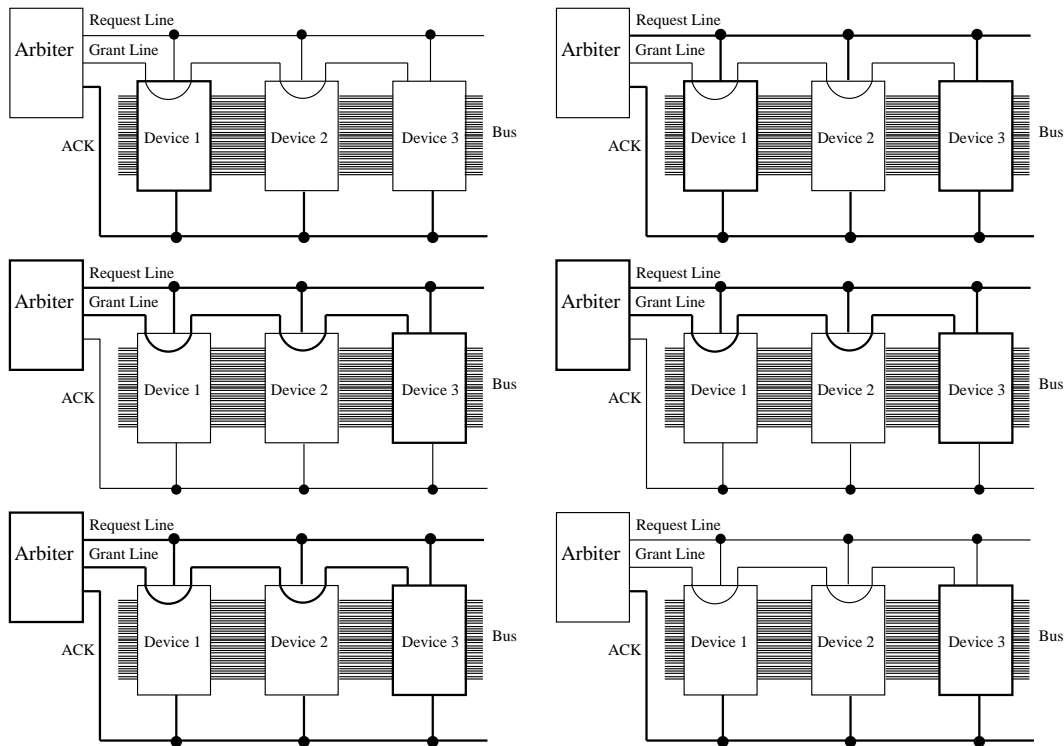 Request Line
Arbiter
Grant Line
ACK
Device 1
Device 2
Device 3
Bus
Request Line
Arbiter
Grant Line
ACK
Device 1
Device 2
Device 3
Bus
Request Line
Arbiter
Grant Line
ACK
Device 1
Device 2
Device 3
Bus
Request Line
Arbiter
Grant Line
ACK
Device 1
Device 2
Device 3
Bus
Request Line
Arbiter
Grant Line
ACK
Device 1
Device 2
Device 3
Bus
Request Line
Arbiter
Grant Line
ACK
Device 1
Device 2
Device 3
Bus